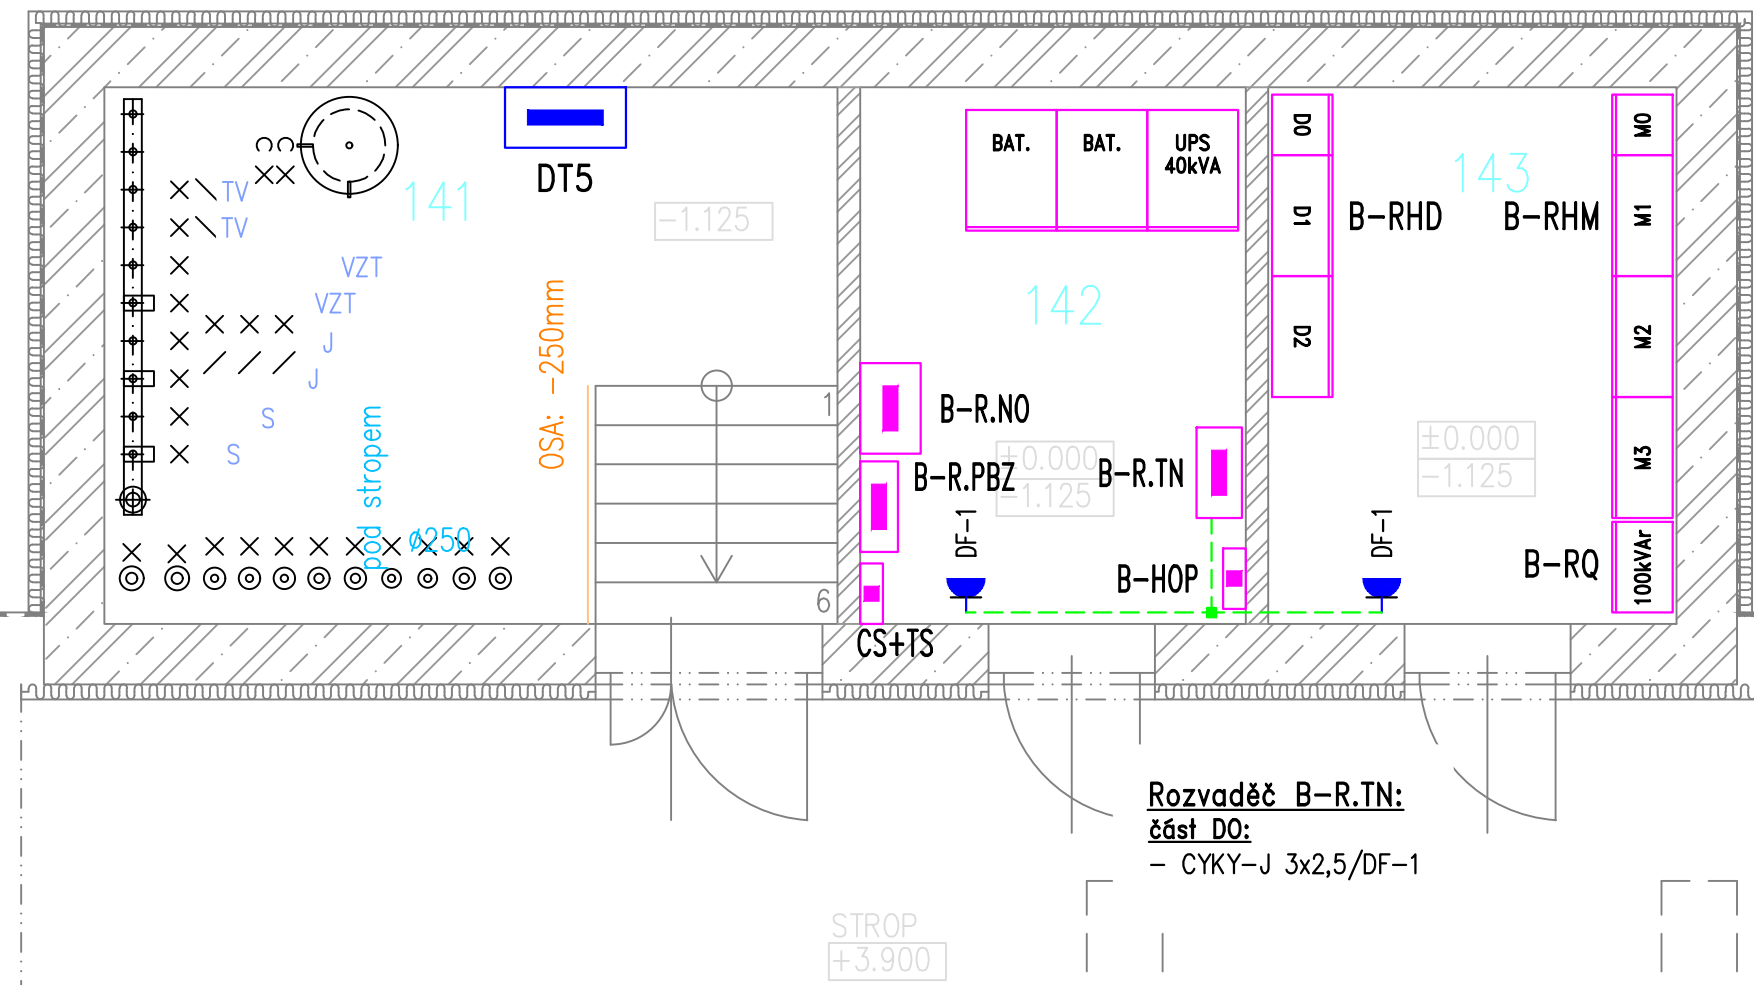 141
TV
TV
VZT
VZT
J
J
S
S
pod stropem
ø250
OSA: -250mm
DT5
-1.125
1
6
BAT.
BAT.
UPS
40kVA
142
B-R.NO
±0.000
-1.125
B-R.PBZ
B-R.TN
DF-1
B-HOP
CS+TS
D0
D1
D2
B-RHD
143
B-RHM
M0
M1
M2
M3
±0.000
-1.125
DF-1
B-RQ
100kVAr
Rozvaděč B-R.TN:
část DO:
- CYKY-J 3x2,5/DF-1
STROP
+3.900